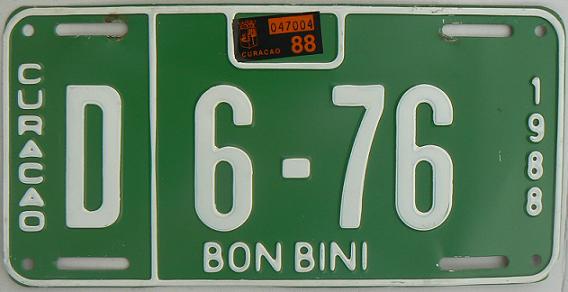 047004
CURACAO 88
CURACAO
D 6-76
1988
BON BINI